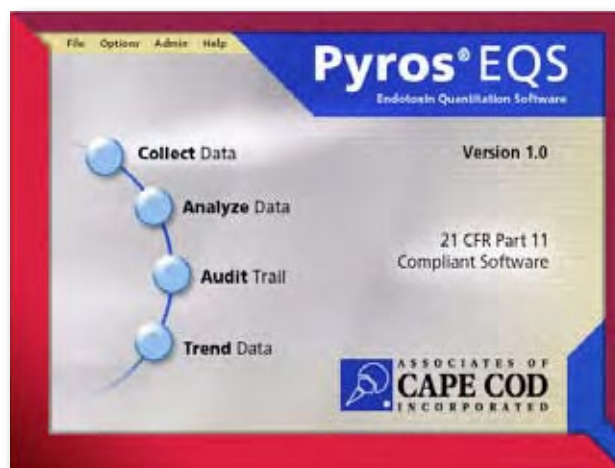 File Options Admin Help
Pyros® EQS
Endotoxin Quantitation Software
Collect Data
Version 1.0
Analyze Data
21 CFR Part 11
Compliant Software
Audit Trail
Trend Data
ASSOCIATES OF
CAPE COD
INCORPORATED